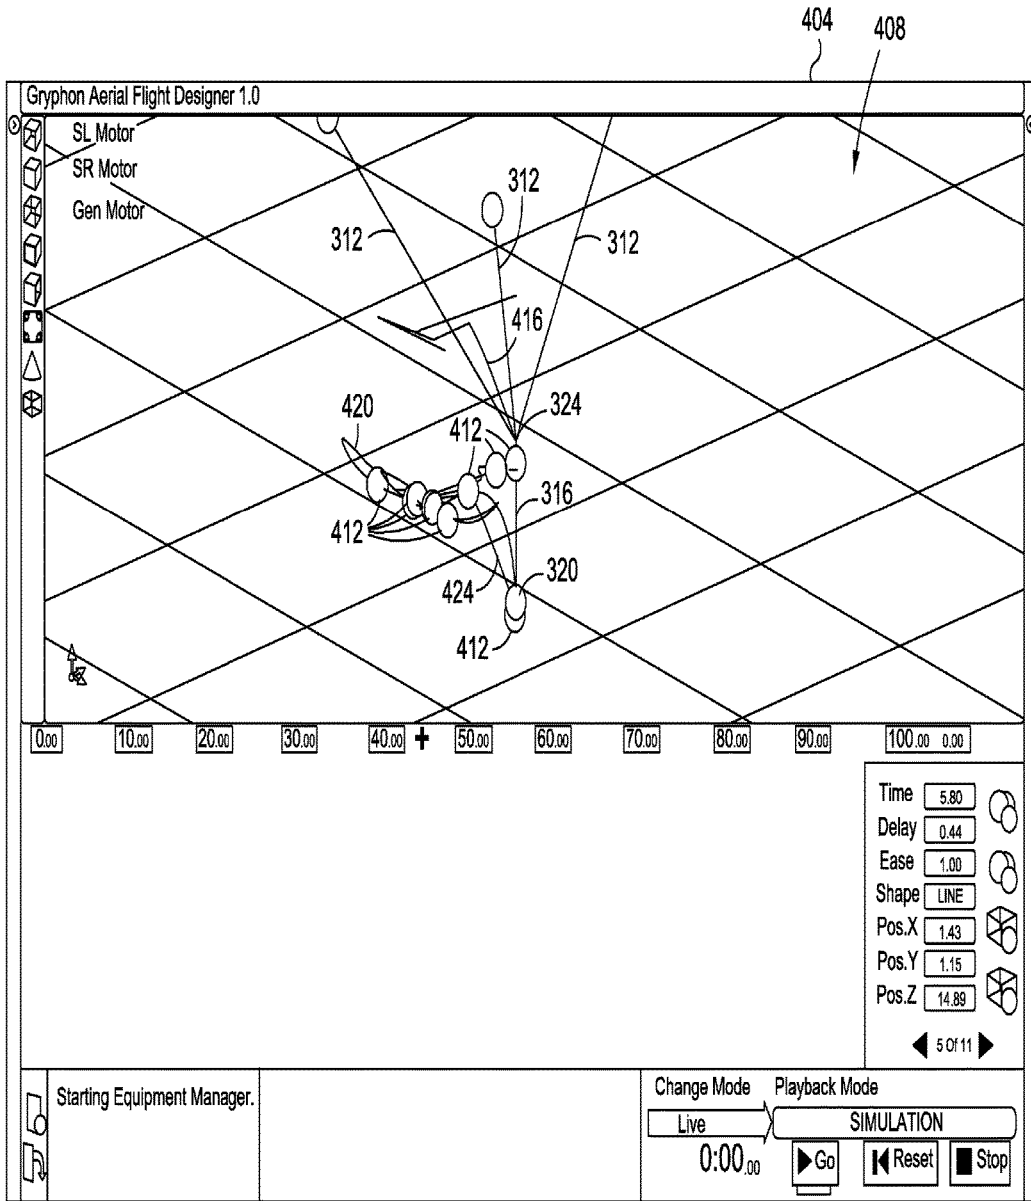 404
408
Gryphon Aerial Flight Designer 1.0
SL Motor
SR Motor
Gen Motor
312
312
312
416
420
412
324
316
412
424
320
412
0.00 10.00 20.00 30.00 40.00 50.00 60.00 70.00 80.00 90.00 100.00 0.00
Time 5.80
Delay 0.44
Ease 1.00
Shape LINE
Pos.X 1.43
Pos.Y 1.15
Pos.Z 14.89
5 Of 11
Starting Equipment Manager.
Change Mode Playback Mode
Live SIMULATION
0:00.00 Go Reset Stop